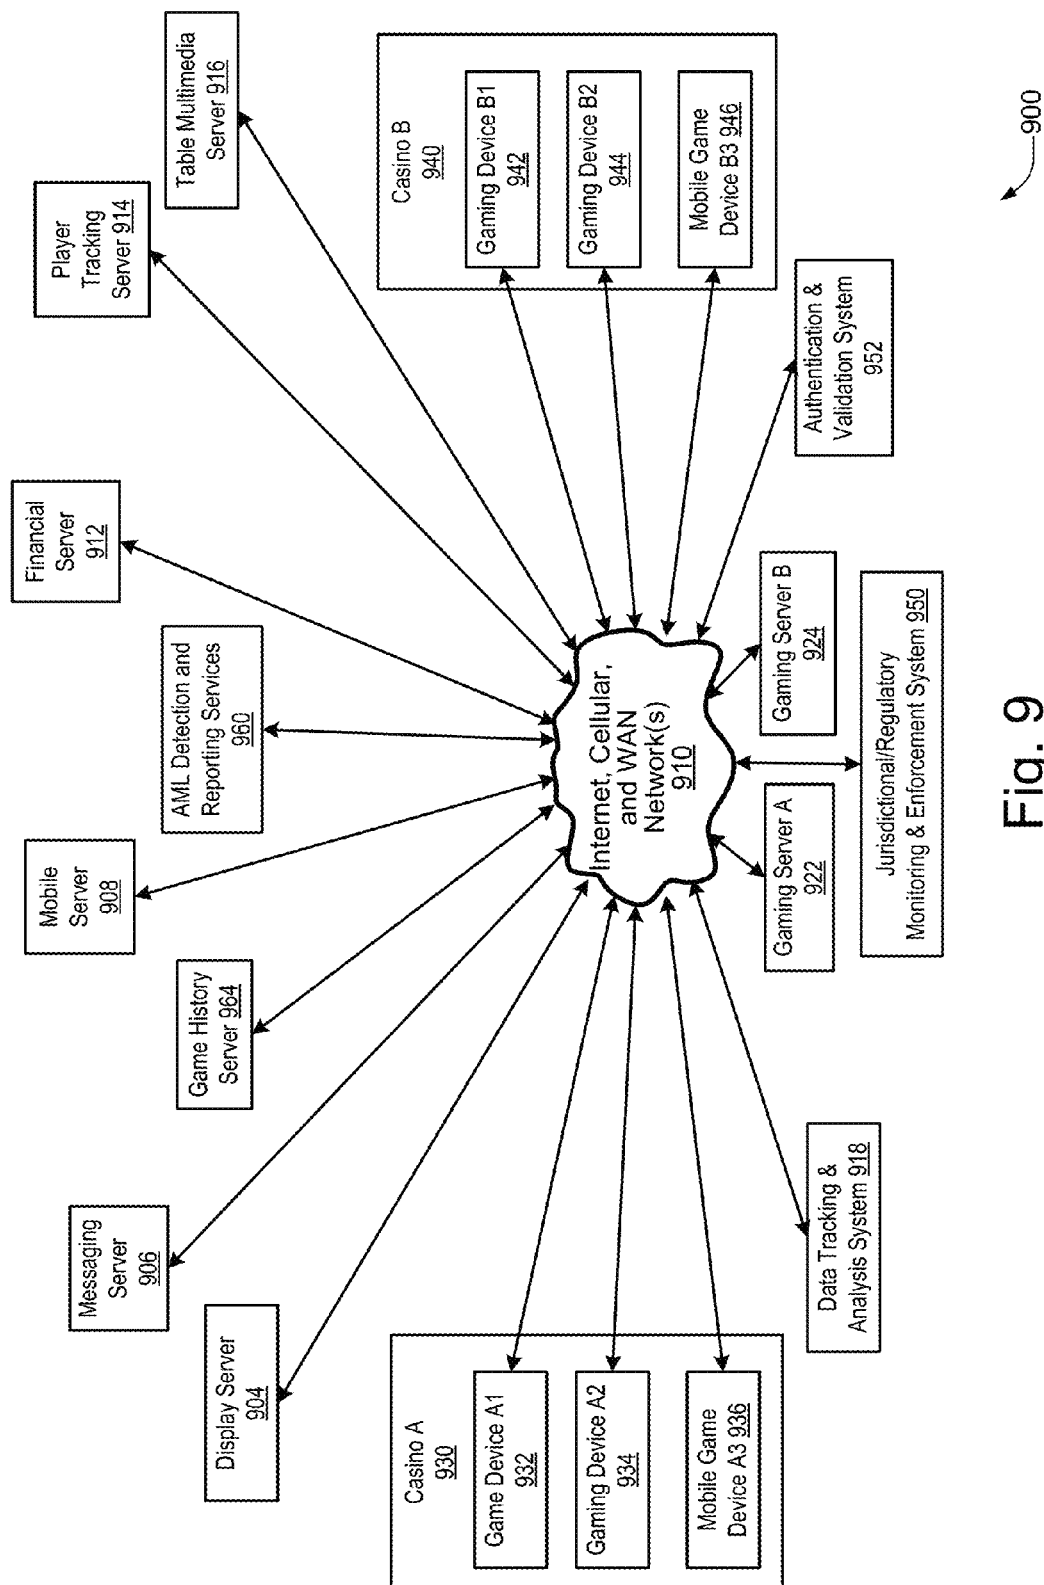 Display Server
904
Messaging
Server
906
Game History
Server 964
Mobile
Server
908
AML Detection and
Reporting Services
960
Financial
Server
912
Player
Tracking
Server 914
Table Multimedia
Server 916
Casino A
930
Game Device A1
932
Gaming Device A2
934
Mobile Game
Device A3 936
Internet, Cellular,
and WAN
Network(s)
910
Casino B
940
Gaming Device B1
942
Gaming Device B2
944
Mobile Game
Device B3 946
Data Tracking &
Analysis System 918
Gaming Server A
922
Gaming Server B
924
Authentication &
Validation System
952
Jurisdictional/Regulatory
Monitoring & Enforcement System 950
900
Fig. 9